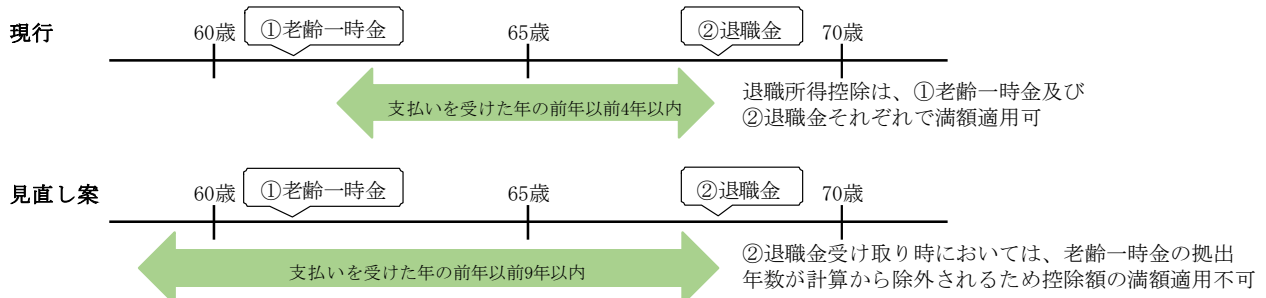 現行
60歳 ①老齢一時金 65歳 ②退職金 70歳
支払いを受けた年の前年以前4年以内
退職所得控除は、①老齢一時金及び
②退職金それぞれで満額適用可
見直し案
60歳 ①老齢一時金 65歳 ②退職金 70歳
支払いを受けた年の前年以前9年以内
②退職金受け取り時においては、老齢一時金の拠出
年数が計算から除外されるため控除額の満額適用不可